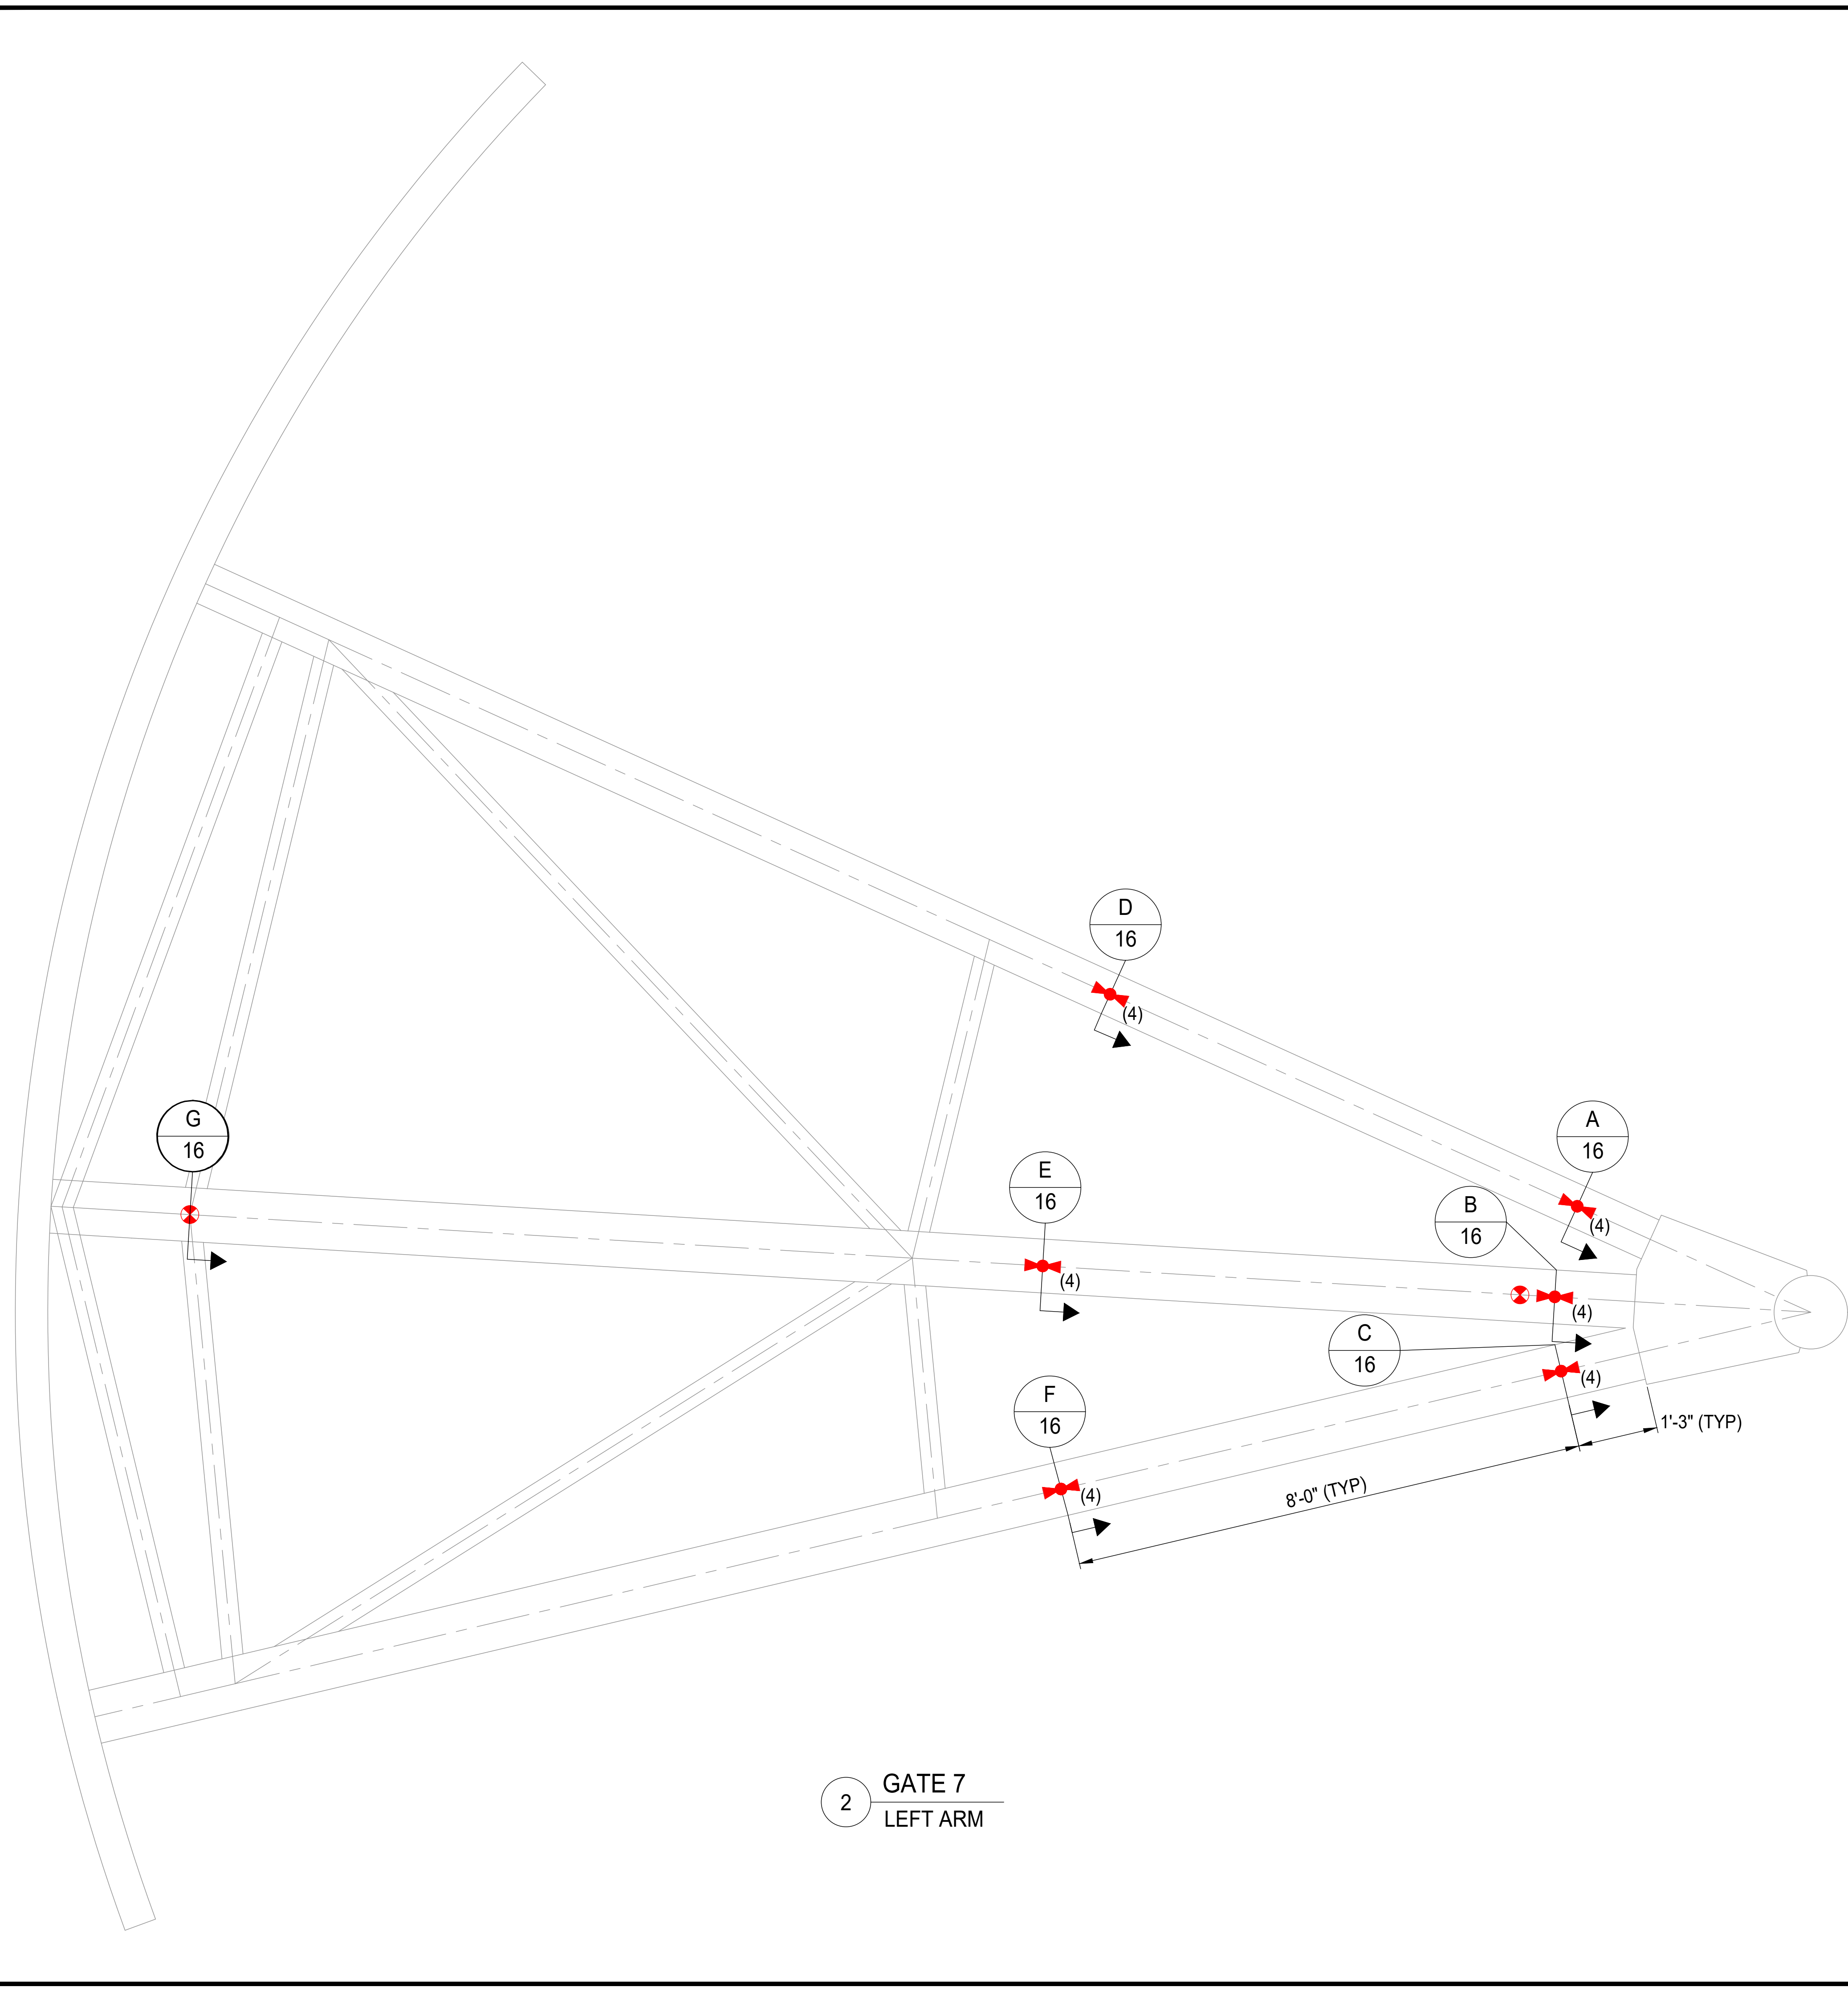 D
16
(4)
A
16
(4)
G
16
E
16
(4)
B
16
(4)
C
16
(4)
F
16
(4)
1'-3" (TYP)
8'-0" (TYP)
2
GATE 7
LEFT ARM